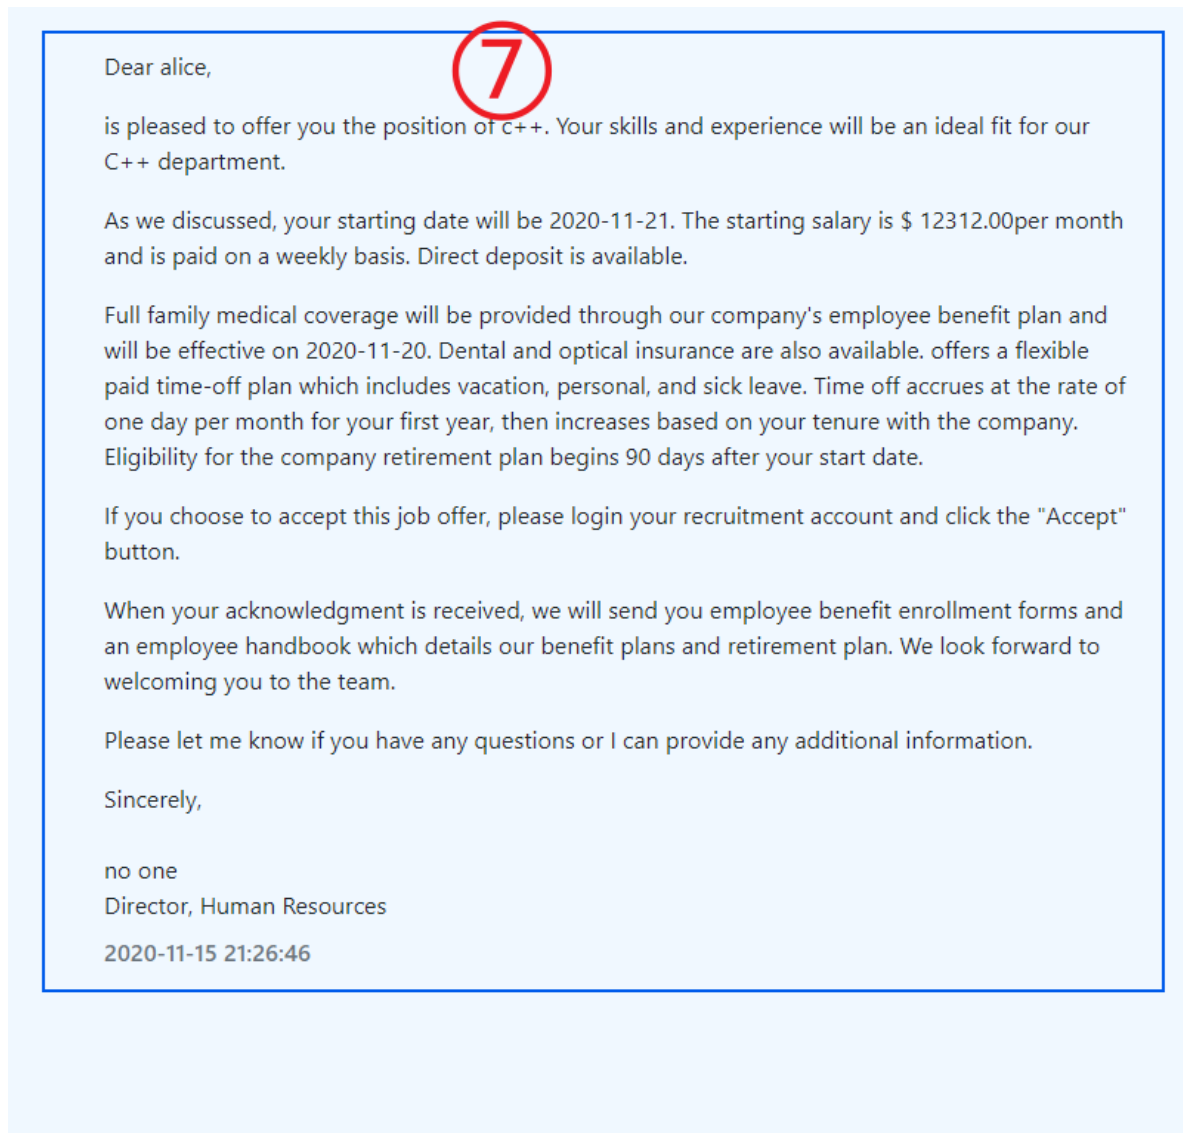 ⑦
Dear alice,
is pleased to offer you the position of c++. Your skills and experience will be an ideal fit for our
C++ department.
As we discussed, your starting date will be 2020-11-21. The starting salary is $ 12312.00per month
and is paid on a weekly basis. Direct deposit is available.
Full family medical coverage will be provided through our company's employee benefit plan and
will be effective on 2020-11-20. Dental and optical insurance are also available. offers a flexible
paid time-off plan which includes vacation, personal, and sick leave. Time off accrues at the rate of
one day per month for your first year, then increases based on your tenure with the company.
Eligibility for the company retirement plan begins 90 days after your start date.
If you choose to accept this job offer, please login your recruitment account and click the "Accept"
button.
When your acknowledgment is received, we will send you employee benefit enrollment forms and
an employee handbook which details our benefit plans and retirement plan. We look forward to
welcoming you to the team.
Please let me know if you have any questions or I can provide any additional information.
Sincerely,
no one
Director, Human Resources
2020-11-15 21:26:46